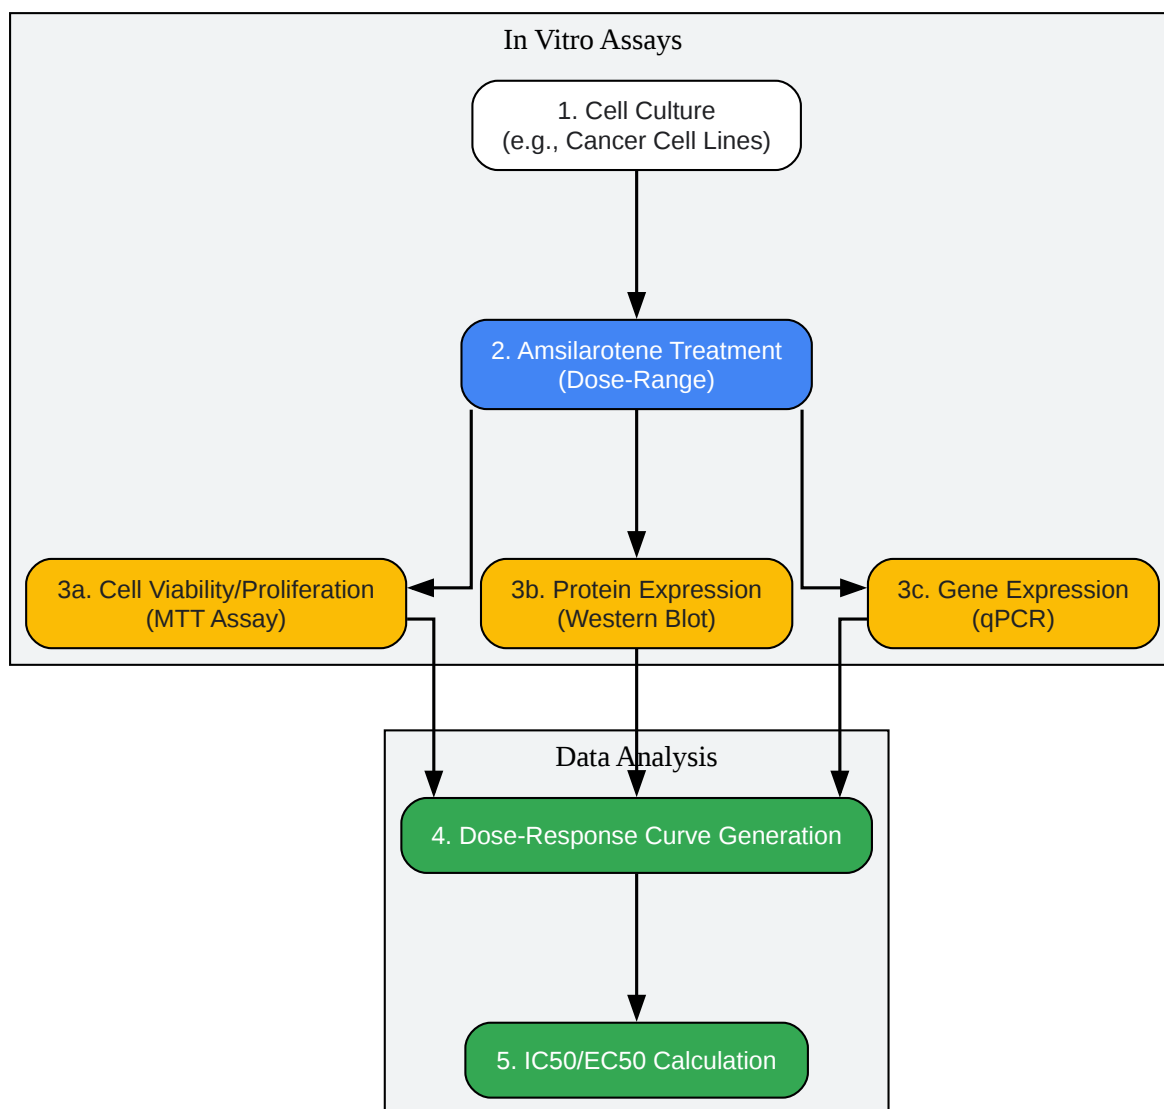 In Vitro Assays
1. Cell Culture
(e.g., Cancer Cell Lines)
2. Amsilarotene Treatment
(Dose-Range)
3a. Cell Viability/Proliferation
(MTT Assay)
3b. Protein Expression
(Western Blot)
3c. Gene Expression
(qPCR)
Data Analysis
4. Dose-Response Curve Generation
5. IC50/EC50 Calculation